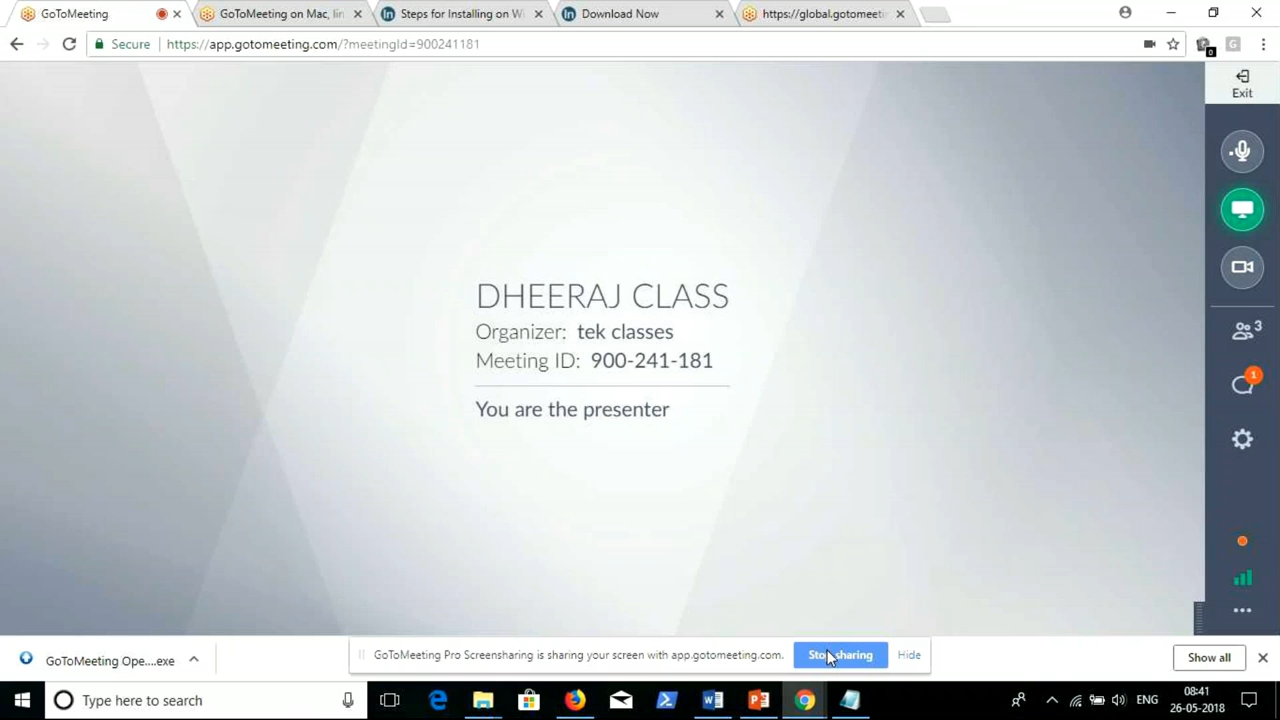 GoToMeeting
GoToMeeting on Mac, lin
Steps for Installing on Wi
Download Now
https://global.gotomeetin
Secure
https://app.gotomeeting.com/?meetingId=900241181
0
G
Exit
DHEERAJ CLASS
Organizer: tek classes
Meeting ID: 900-241-181
You are the presenter
3
1
GoToMeeting Ope....exe
GoToMeeting Pro Screensharing is sharing your screen with app.gotomeeting.com.
Stop sharing
Hide
Show all
Type here to search
ENG
08:41
26-05-2018